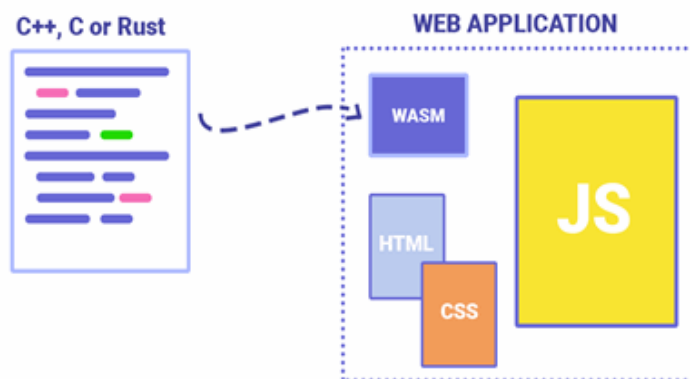 C++, C or Rust
WEB APPLICATION
WASM
JS
HTML
CSS